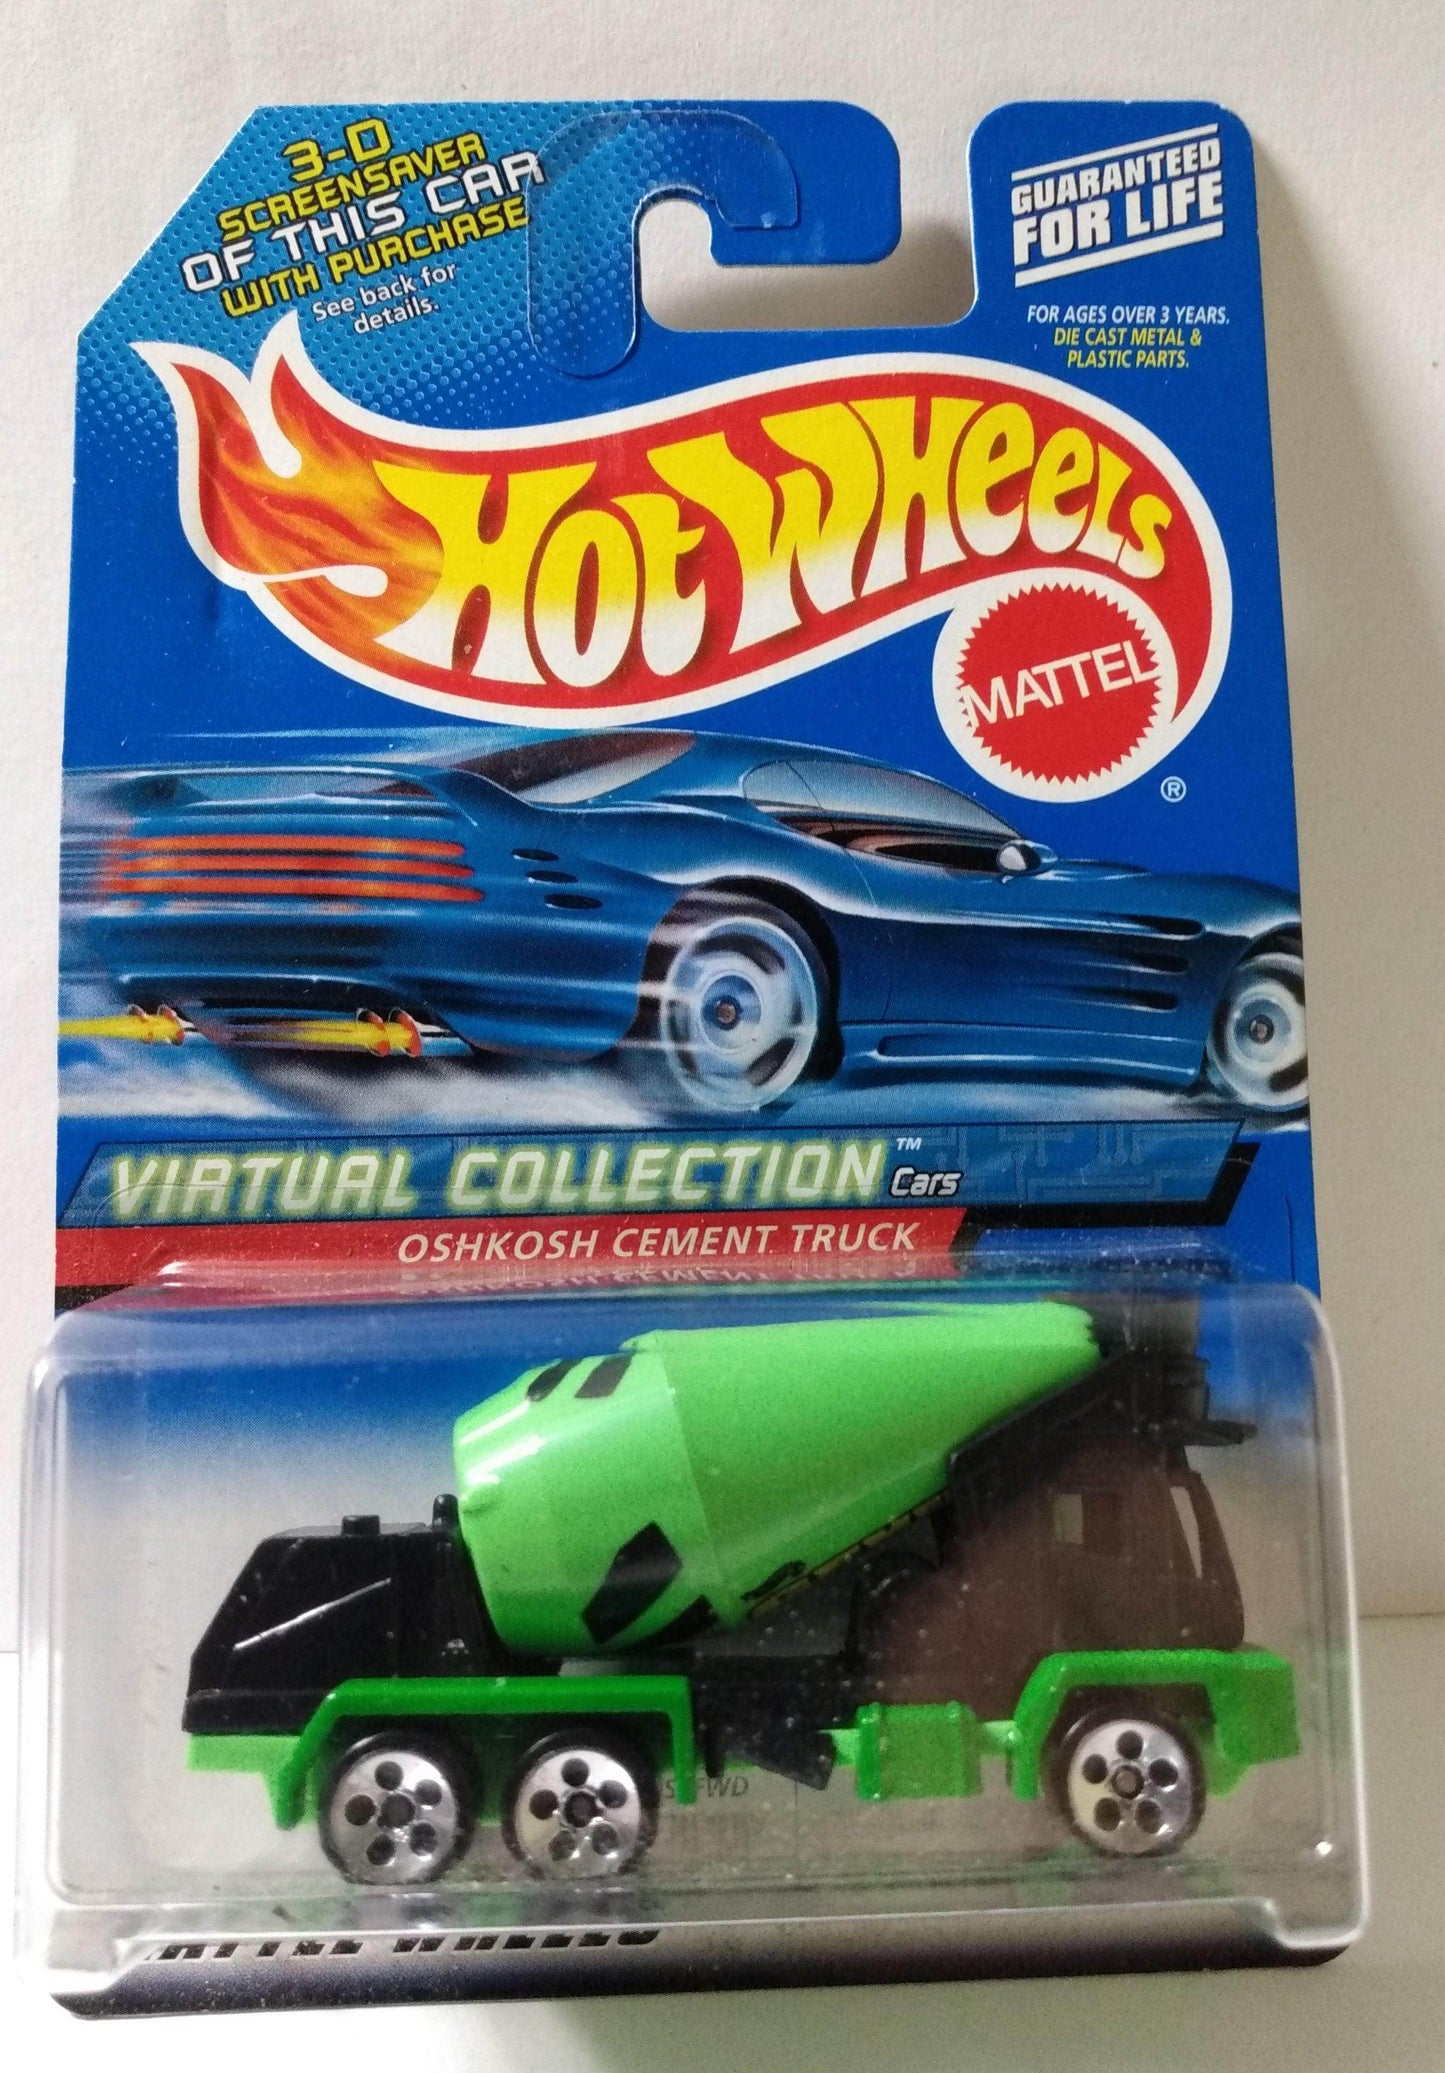 3-D
SCREENSAVER
OF THIS CAR
WITH PURCHASE
See back for
details.
GUARANTEED
FOR LIFE
FOR AGES OVER 3 YEARS.
DIE CAST METAL &
PLASTIC PARTS.
HOT WHEELS
MATTEL
®
VIRTUAL COLLECTION™ Cars
OSHKOSH CEMENT TRUCK
FWD